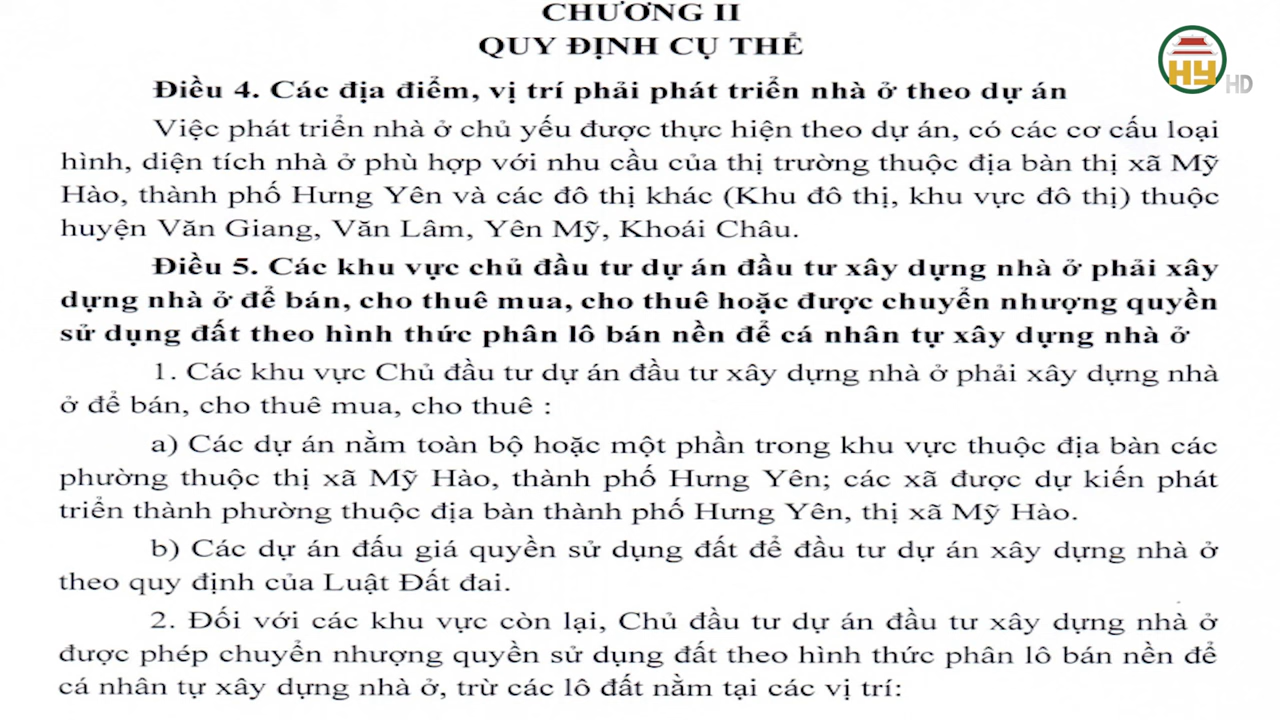 CHƯƠNG II
QUY ĐỊNH CỤ THỂ
Điều 4. Các địa điểm, vị trí phải phát triển nhà ở theo dự án
Việc phát triển nhà ở chủ yếu được thực hiện theo dự án, có các cơ cấu loại
hình, diện tích nhà ở phù hợp với nhu cầu của thị trường thuộc địa bàn thị xã Mỹ
Hào, thành phố Hưng Yên và các đô thị khác (Khu đô thị, khu vực đô thị) thuộc
huyện Văn Giang, Văn Lâm, Yên Mỹ, Khoái Châu.
Điều 5. Các khu vực chủ đầu tư dự án đầu tư xây dựng nhà ở phải xây
dựng nhà ở để bán, cho thuê mua, cho thuê hoặc được chuyển nhượng quyền
sử dụng đất theo hình thức phân lô bán nền để cá nhân tự xây dựng nhà ở
1. Các khu vực Chủ đầu tư dự án đầu tư xây dựng nhà ở phải xây dựng nhà
ở để bán, cho thuê mua, cho thuê :
a) Các dự án nằm toàn bộ hoặc một phần trong khu vực thuộc địa bàn các
phường thuộc thị xã Mỹ Hào, thành phố Hưng Yên; các xã được dự kiến phát
triển thành phường thuộc địa bàn thành phố Hưng Yên, thị xã Mỹ Hào.
b) Các dự án đấu giá quyền sử dụng đất để đầu tư dự án xây dựng nhà ở
theo quy định của Luật Đất đai.
2. Đối với các khu vực còn lại, Chủ đầu tư dự án đầu tư xây dựng nhà ở
được phép chuyển nhượng quyền sử dụng đất theo hình thức phân lô bán nền để
cá nhân tự xây dựng nhà ở, trừ các lô đất nằm tại các vị trí:
HY HD